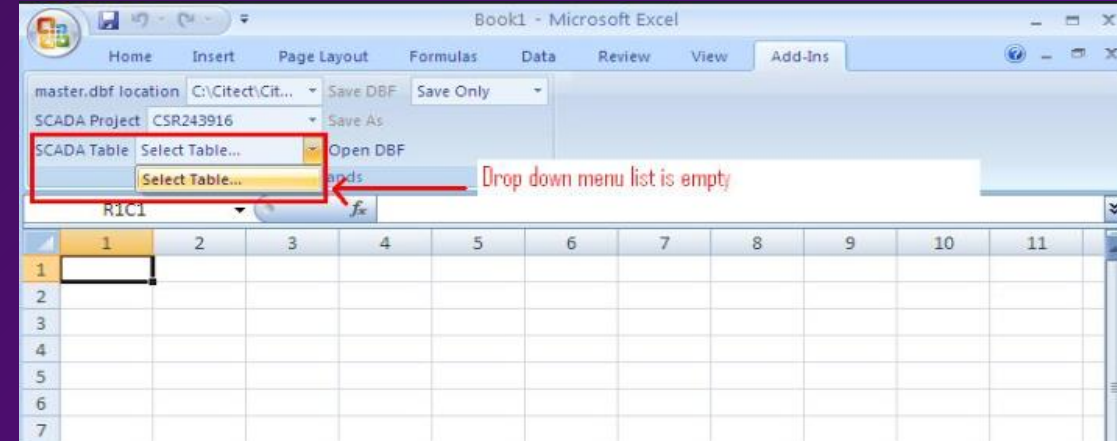 Book1 - Microsoft Excel
Home Insert Page Layout Formulas Data Review View Add-Ins
master.dbf location C:\Citect\Cit... Save DBF Save Only
SCADA Project CSR243916 Save As
SCADA Table Select Table... Open DBF
Select Table... ands
Drop down menu list is empty
R1C1 fx
1 2 3 4 5 6 7 8 9 10 11
1
2
3
4
5
6
7